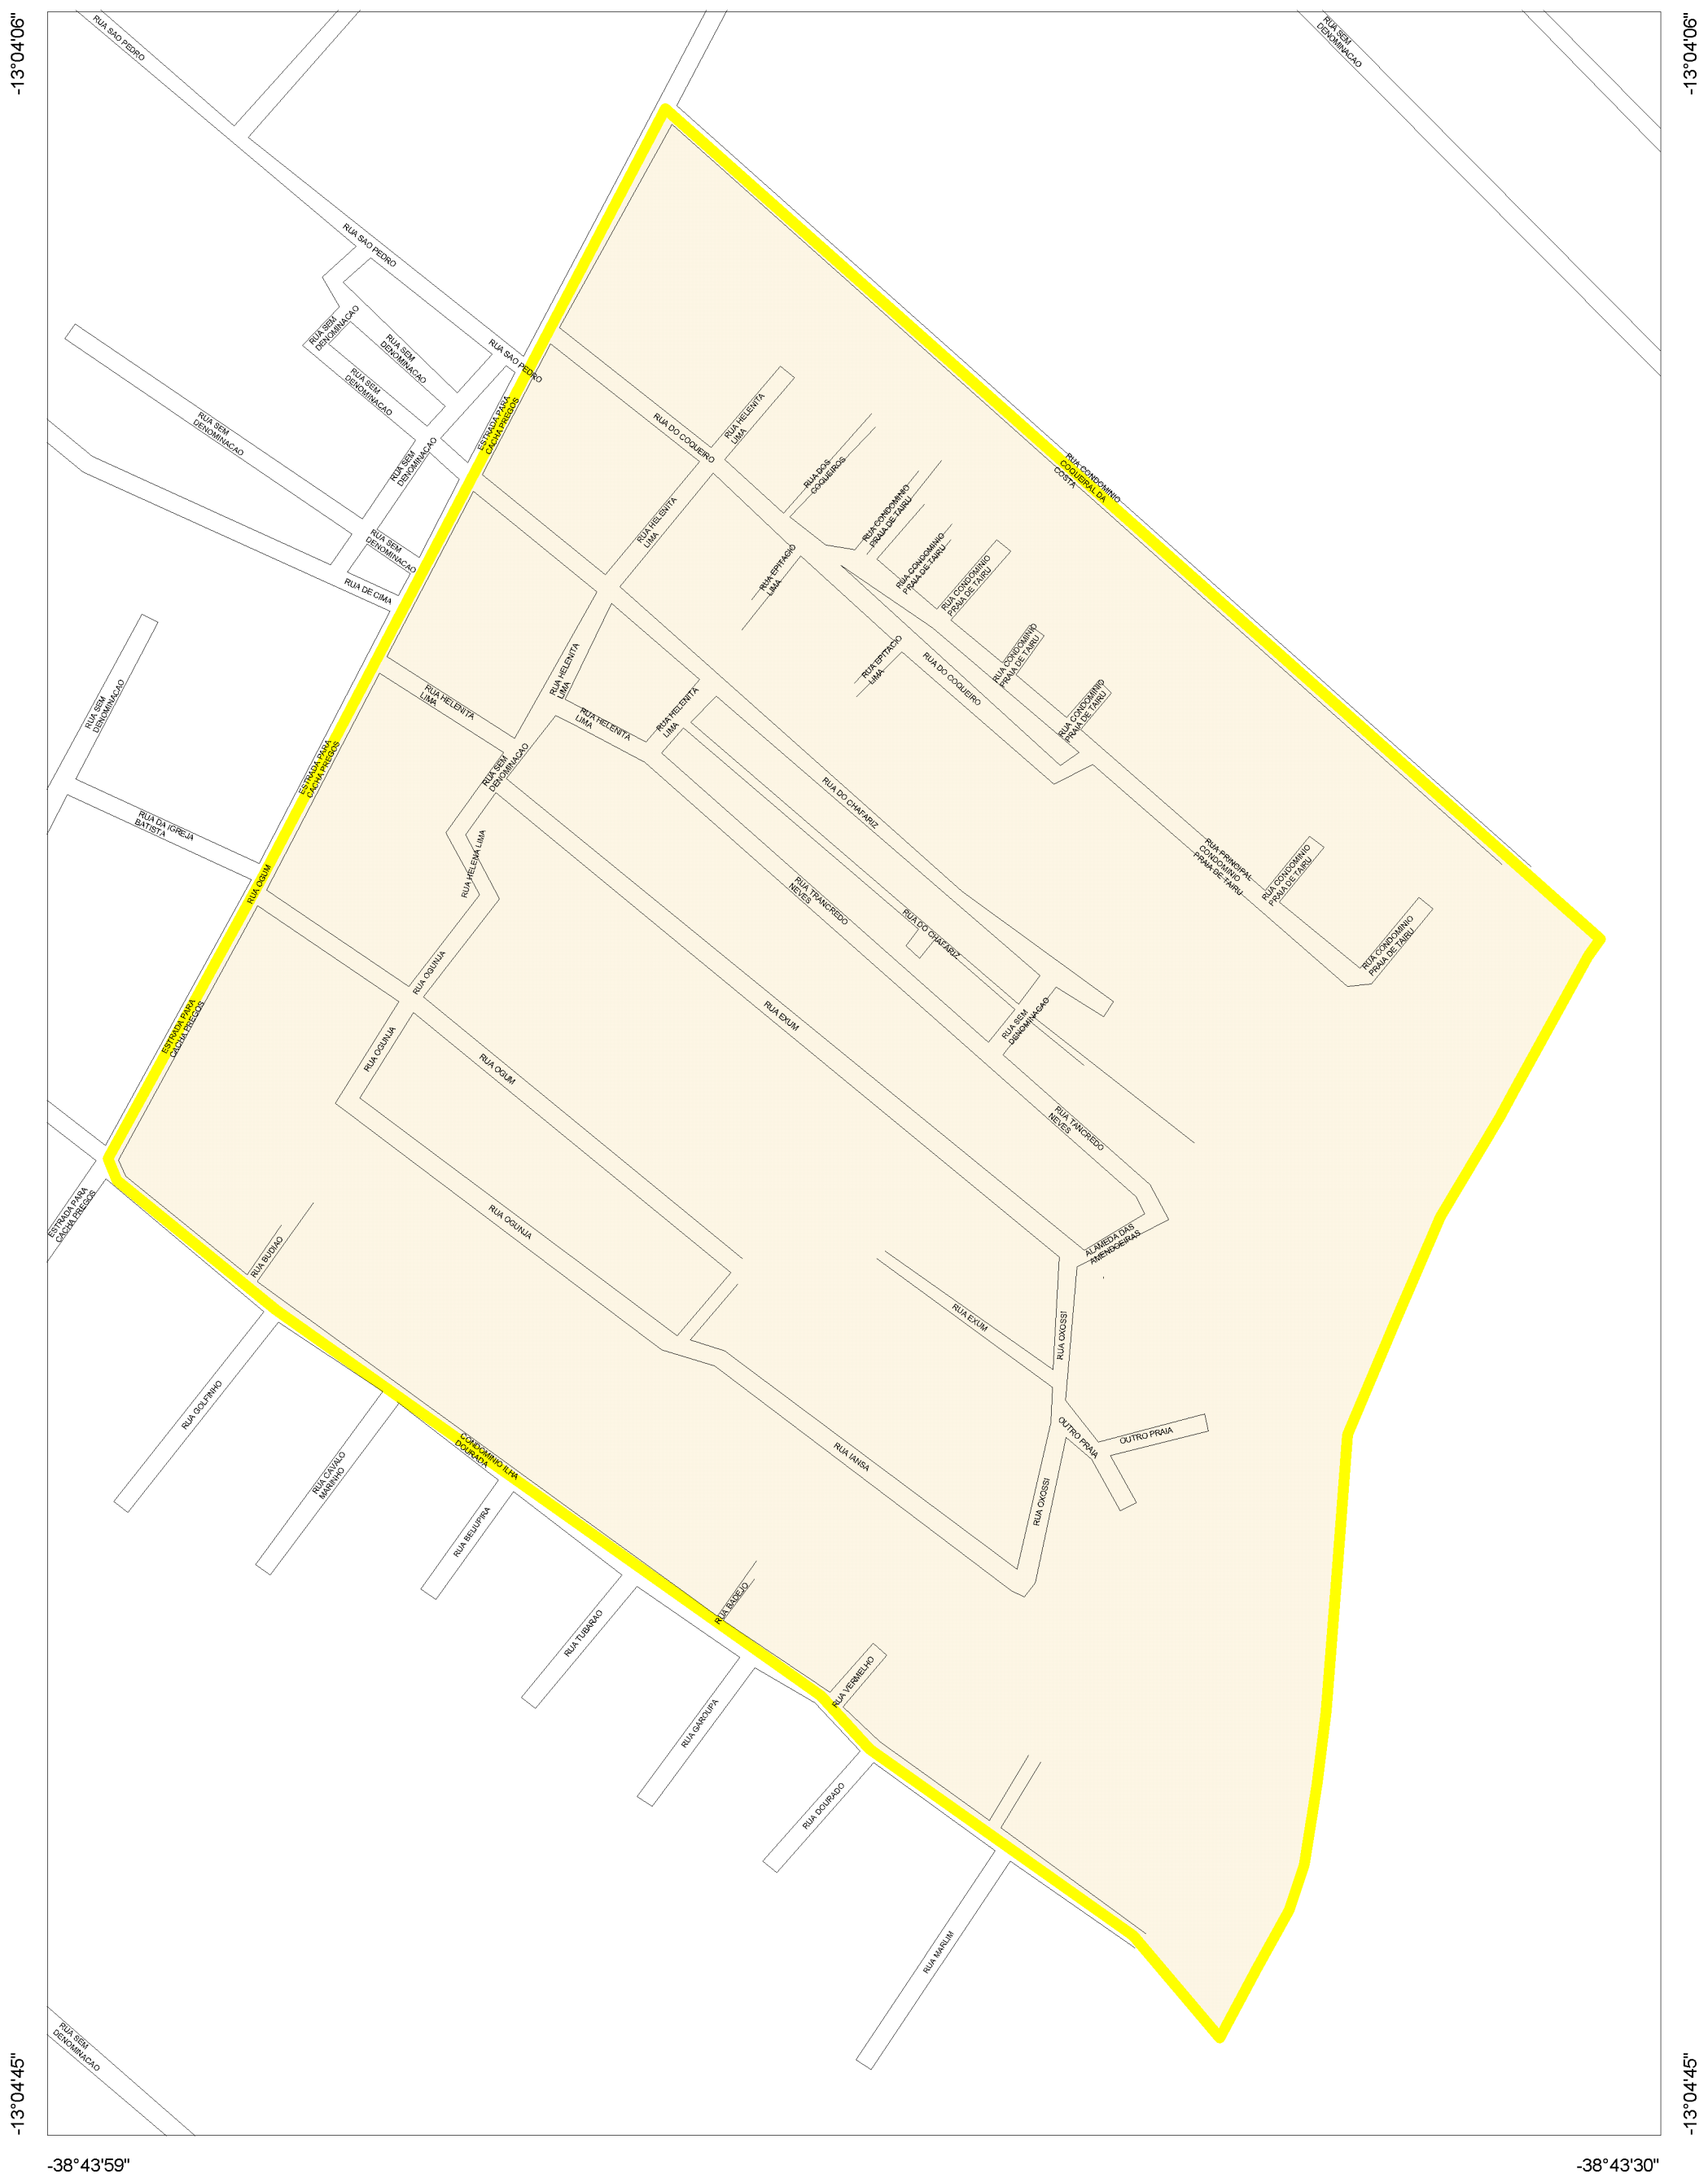 -13°04'06"
-13°04'06"
RUA SAO PEDRO
RUA SEM
DENOMINACAO
RUA SAO PEDRO
RUA SEM
DENOMINACAO
RUA SEM
DENOMINACAO
RUA SAO PEDRO
RUA SEM
DENOMINACAO
ESTRADA PARA
CACHA PREGOS
RUA SEM
DENOMINACAO
RUA SEM
DENOMINACAO
RUA DO COQUEIRO
RUA HELENITA
LIMA
RUA DOS
COQUEIROS
RUA CONDOMINIO
COQUEIRAL DA
COSTA
RUA HELENITA
LIMA
RUA CONDOMINIO
PRAIA DE TAIRU
RUA SEM
DENOMINACAO
RUA DE CIMA
RUA EPITACIO
LIMA
RUA CONDOMINIO
PRAIA DE TAIRU
RUA CONDOMINIO
PRAIA DE TAIRU
RUA HELENITA
LIMA
RUA EPITACIO
LIMA
RUA DO COQUEIRO
RUA CONDOMINIO
PRAIA DE TAIRU
RUA SEM
DENOMINACAO
RUA HELENITA
LIMA
RUA HELENITA
LIMA
RUA HELENITA
LIMA
RUA CONDOMINIO
PRAIA DE TAIRU
ESTRADA PARA
CACHA PREGOS
RUA SEM
DENOMINACAO
RUA DO CHAFARIZ
RUA DA IGREJA
BATISTA
RUA HELENA LIMA
RUA OGUM
RUA TRANCREDO
NEVES
RUA PRINCIPAL
CONDOMINIO
PRAIA DE TAIRU
RUA CONDOMINIO
PRAIA DE TAIRU
RUA DO CHAFARIZ
RUA CONDOMINIO
PRAIA DE TAIRU
RUA OGUNJA
ESTRADA PARA
CACHA PREGOS
RUA EXUM
RUA SEM
DENOMINACAO
RUA OGUNJA
RUA OGUM
RUA TANCREDO
NEVES
ESTRADA PARA
CACHA PREGOS
RUA BUDIAO
RUA OGUNJA
ALAMEDA DAS
AMENDOEIRAS
RUA EXUM
RUA OXOSSI
RUA GOLFINHO
CONDOMINIO ILHA
DOURADA
RUA CAVALO
MARINHO
RUA IANSA
OUTRO PRAIA
OUTRO PRAIA
RUA BEIJUPIRA
RUA OXOSSI
RUA BADEJO
RUA TUBARAO
RUA VERMELHO
RUA GAROUPA
RUA DOURADO
RUA MARLIM
RUA SEM
DENOMINACAO
-13°04'45"
-13°04'45"
-38°43'59"
-38°43'30"